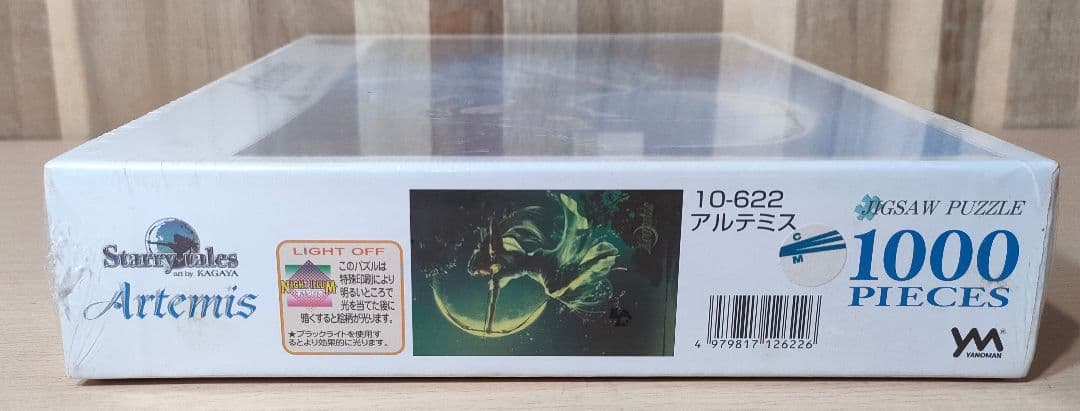 Starry tales
art by KAGAYA
Artemis
LIGHT OFF
NIGHT ILLUM
このパズルは
特殊印刷により
明るいところで
光を当てた後に
暗くすると絵柄が光ります。
★ブラックライトを使用す
るとより効果的に光ります。
10-622
アルテミス
C
M
4 979817 126226
JIGSAW PUZZLE
1000
PIECES
YM
YANOMAN